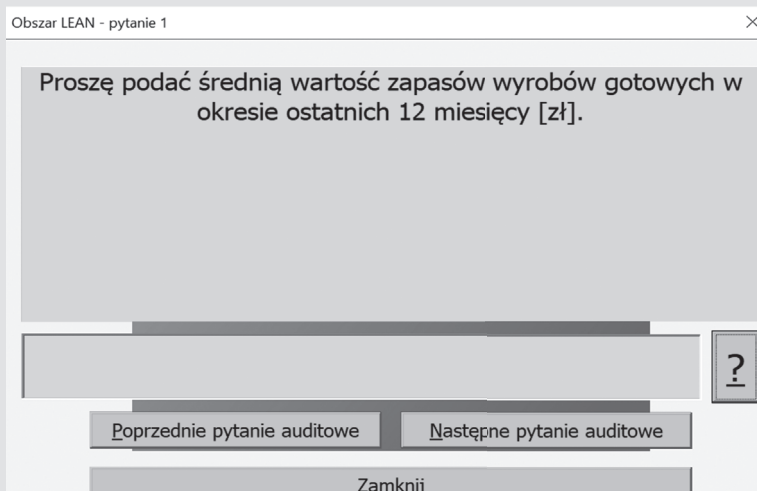 Obszar LEAN - pytanie 1
Proszę podać średnią wartość zapasów wyrobów gotowych w
okresie ostatnich 12 miesięcy [zł].
?
Poprzednie pytanie auditowe
Następne pytanie auditowe
Zamknij